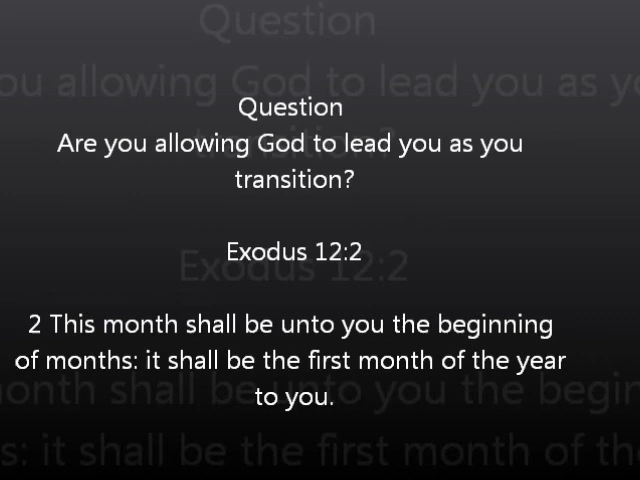 Question
Are you allowing God to lead you as you
transition?
Exodus 12:2
2 This month shall be unto you the beginning
of months: it shall be the first month of the year
to you.